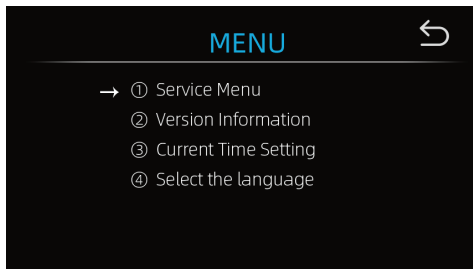 MENU
→ ① Service Menu
② Version Information
③ Current Time Setting
④ Select the language